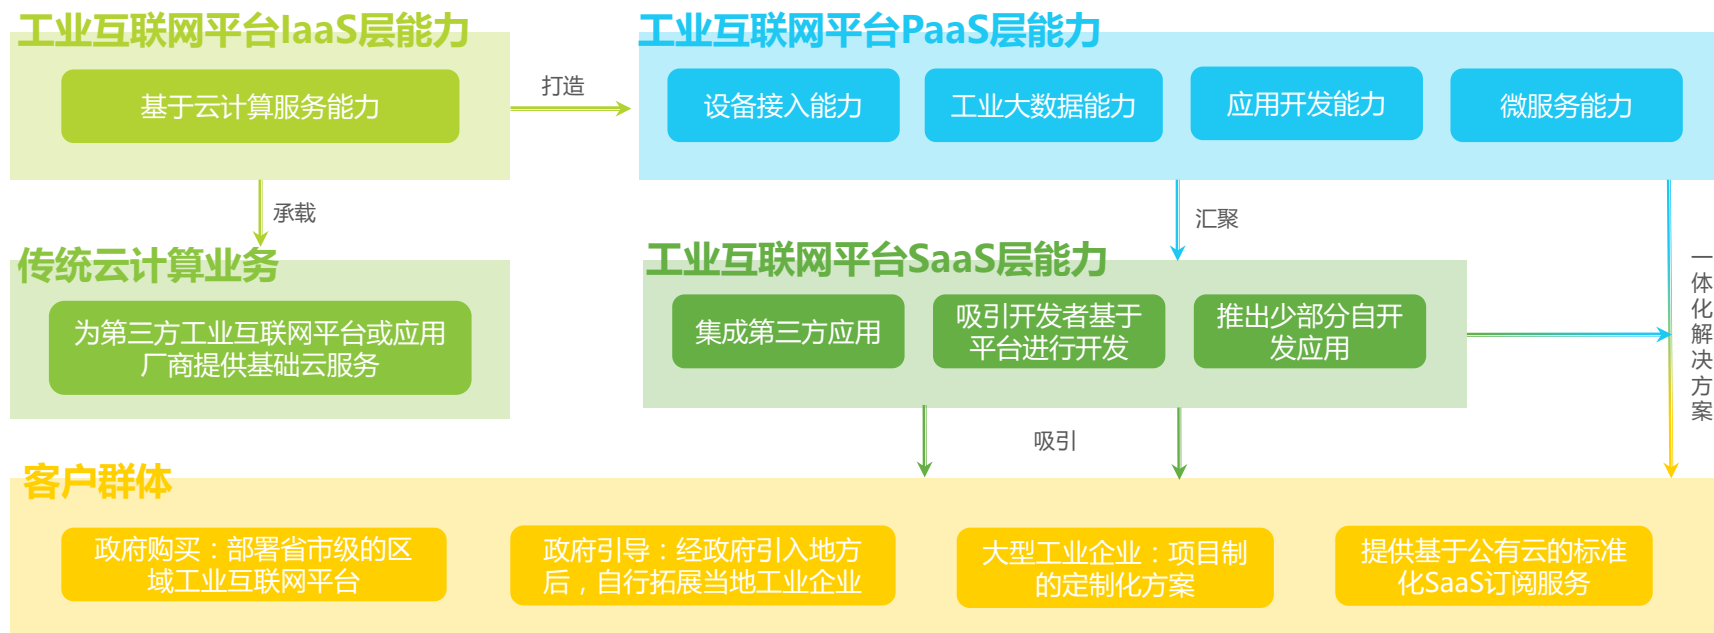 工业互联网平台IaaS层能力
基于云计算服务能力
打造
工业互联网平台PaaS层能力
设备接入能力
工业大数据能力
应用开发能力
微服务能力
承载
汇聚
传统云计算业务
为第三方工业互联网平台或应用
厂商提供基础云服务
工业互联网平台SaaS层能力
集成第三方应用
吸引开发者基于
平台进行开发
推出少部分自开
发应用
一体化解决方案
吸引
客户群体
政府购买：部署省市级的区
域工业互联网平台
政府引导：经政府引入地方
后，自行拓展当地工业企业
大型工业企业：项目制
的定制化方案
提供基于公有云的标准
化SaaS订阅服务